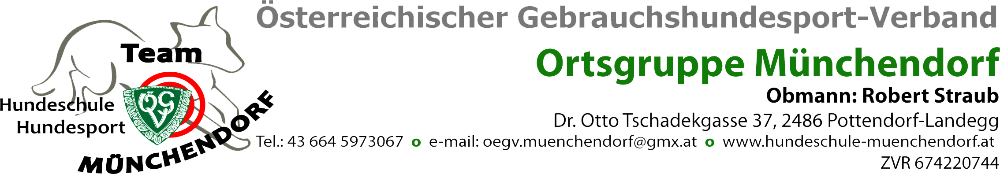 Österreichischer Gebrauchshundesport-Verband
Team
Ortsgruppe Münchendorf
ÖGV
Obmann: Robert Straub
Hundeschule
Hundesport
Dr. Otto Tschadekgasse 37, 2486 Pottendorf-Landegg
MÜNCHENDORF
Tel.: 43 664 5973067 o e-mail: oegv.muenchendorf@gmx.at o www.hundeschule-muenchendorf.at
ZVR 674220744